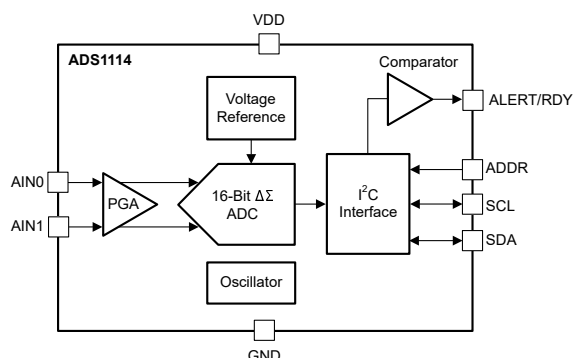 VDD
ADS1114
Comparator
Voltage
Reference
ALERT/RDY
ADDR
AIN0
PGA
16-Bit ΔΣ
ADC
I²C
Interface
SCL
AIN1
SDA
Oscillator
GND